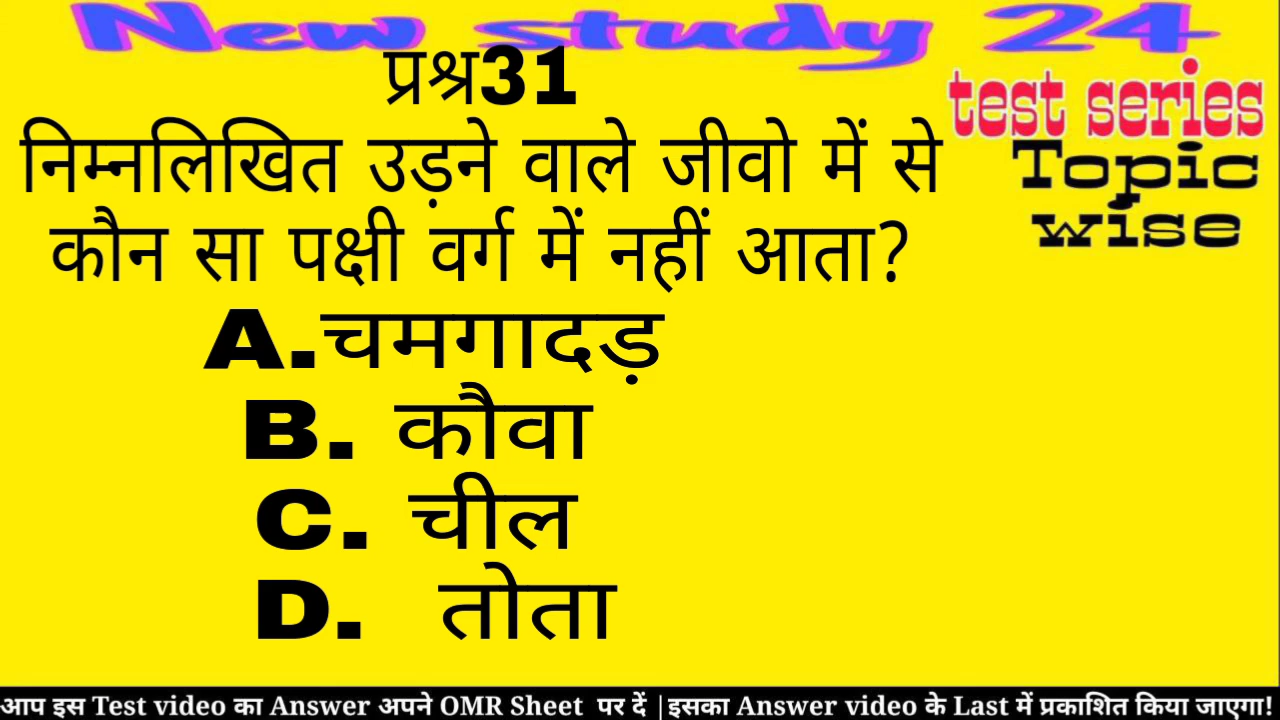 New study 24
प्रश्न31
test series
Topic
wise
निम्नलिखित उड़ने वाले जीवो में से
कौन सा पक्षी वर्ग में नहीं आता?
A.चमगादड़
B. कौवा
C. चील
D. तोता
आप इस Test video का Answer अपने OMR Sheet पर दें |इसका Answer video के Last में प्रकाशित किया जाएगा!